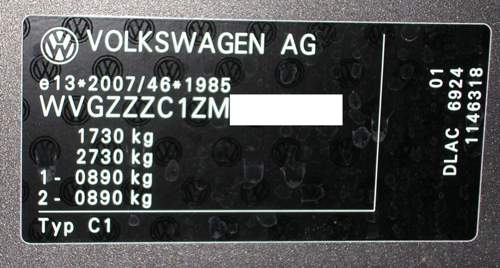 VOLKSWAGEN AG
e13*2007/46*1985
WVGZZZC1ZM
1730 kg
2730 kg
1- 0890 kg
2- 0890 kg
Typ C1
01
DLAC 6924
1146318